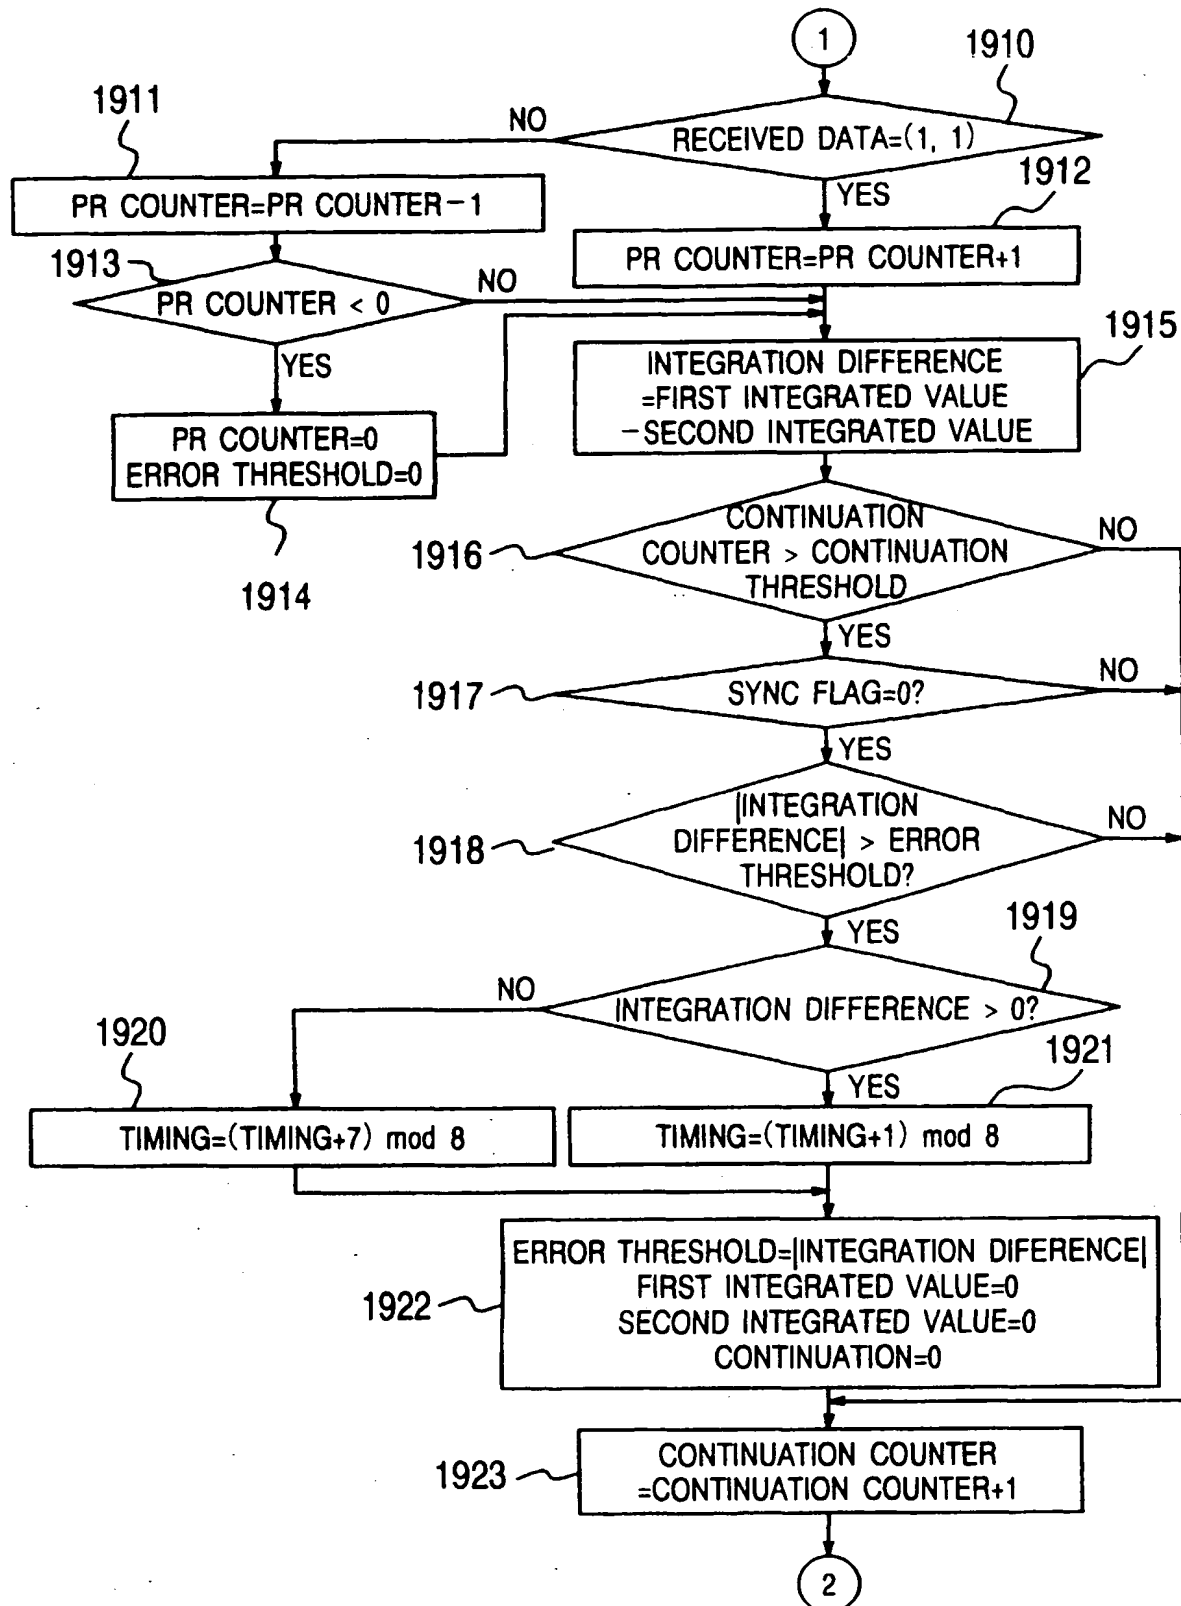 1
1910
1911
NO
RECEIVED DATA=(1, 1)
1912
YES
PR COUNTER=PR COUNTER-1
PR COUNTER=PR COUNTER+1
1913
NO
PR COUNTER < 0
1915
YES
INTEGRATION DIFFERENCE
=FIRST INTEGRATED VALUE
-SECOND INTEGRATED VALUE
PR COUNTER=0
ERROR THRESHOLD=0
1914
CONTINUATION
COUNTER > CONTINUATION
THRESHOLD
NO
1916
YES
NO
1917
SYNC FLAG=0?
YES
|INTEGRATION
DIFFERENCE| > ERROR
THRESHOLD?
NO
1918
YES
1919
NO
INTEGRATION DIFFERENCE > 0?
1920
1921
YES
TIMING=(TIMING+7) mod 8
TIMING=(TIMING+1) mod 8
ERROR THRESHOLD=|INTEGRATION DIFERENCE|
FIRST INTEGRATED VALUE=0
SECOND INTEGRATED VALUE=0
CONTINUATION=0
1922
CONTINUATION COUNTER
=CONTINUATION COUNTER+1
1923
2